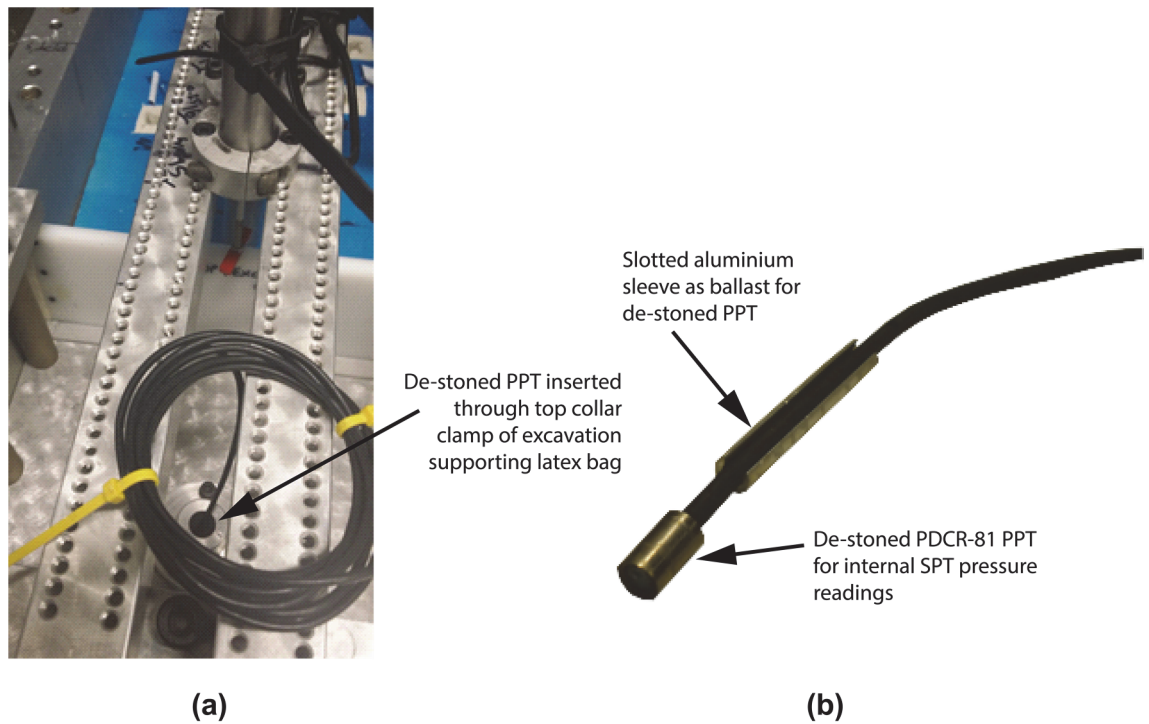 Slotted aluminium
sleeve as ballast for
de-stoned PPT
De-stoned PPT inserted
through top collar
clamp of excavation
supporting latex bag
De-stoned PDCR-81 PPT
for internal SPT pressure
readings
(a)
(b)